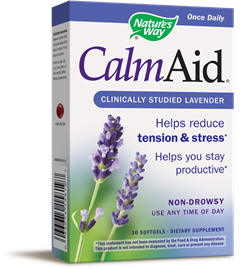 Once Daily
Nature's
Way®
CalmAid®
CLINICALLY STUDIED LAVENDER
Helps reduce
tension & stress*
Helps you stay
productive*
NON-DROWSY
USE ANY TIME OF DAY
30 SOFTGELS · DIETARY SUPPLEMENT
*This statement has not been evaluated by the Food & Drug Administration.
This product is not intended to diagnose, treat, cure or prevent any disease.